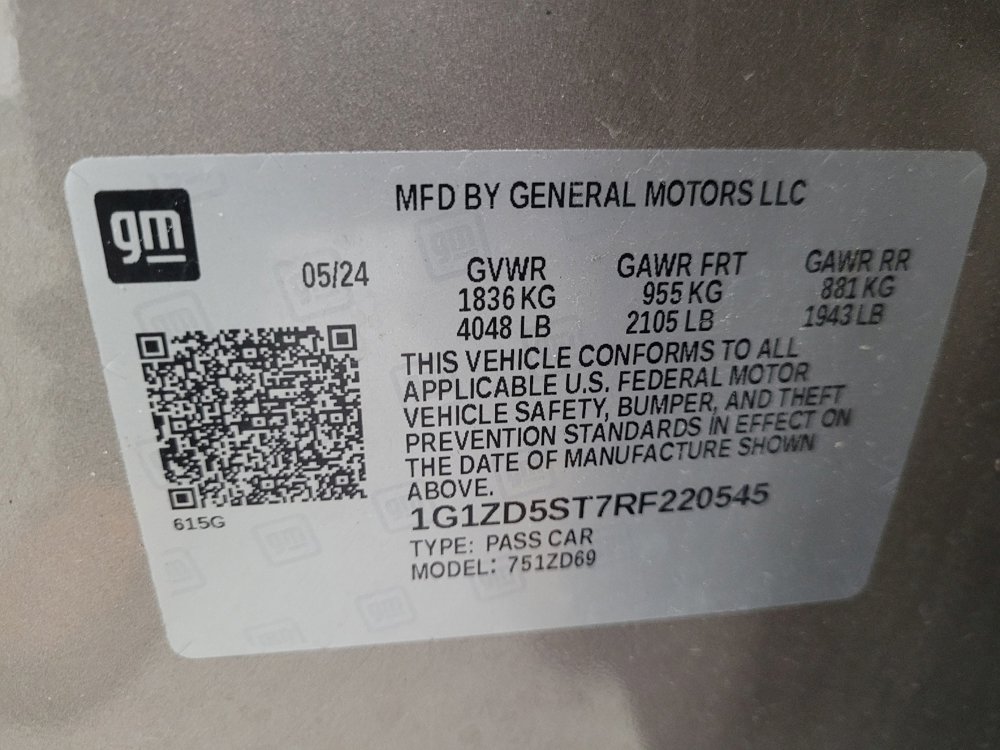 gm
MFD BY GENERAL MOTORS LLC
05/24
GVWR GAWR FRT GAWR RR
1836 KG 955 KG 881 KG
4048 LB 2105 LB 1943 LB
THIS VEHICLE CONFORMS TO ALL
APPLICABLE U.S. FEDERAL MOTOR
VEHICLE SAFETY, BUMPER, AND THEFT
PREVENTION STANDARDS IN EFFECT ON
THE DATE OF MANUFACTURE SHOWN
ABOVE.
1G1ZD5ST7RF220545
TYPE: PASS CAR
MODEL: 751ZD69
615G